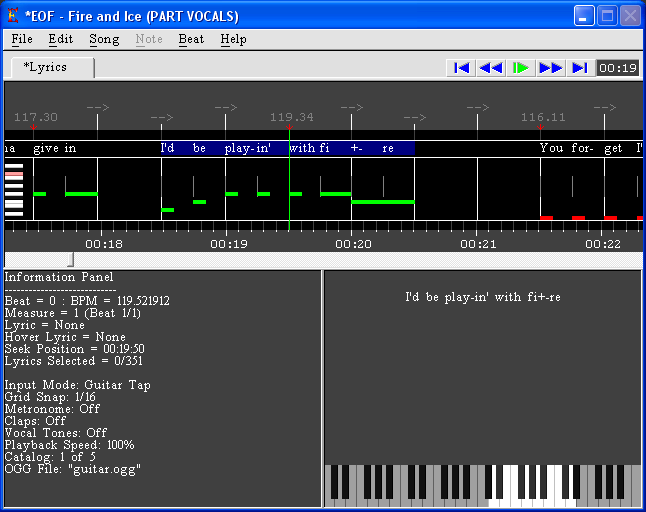 *EOF - Fire and Ice (PART VOCALS)
File Edit Song Note Beat Help
*Lyrics
00:19
--> --> --> --> -->
117.30 119.34 116.11
na give in I'd be play-in' with fi +- re You for- get I'
00:18 00:19 00:20 00:21 00:22
Information Panel
----------------------------
Beat = 0 : BPM = 119.521912
Measure = 1 (Beat 1/1)
Lyric = None
Hover Lyric = None
Seek Position = 00:19:50
Lyrics Selected = 0/351
Input Mode: Guitar Tap
Grid Snap: 1/16
Metronome: Off
Claps: Off
Vocal Tones: Off
Playback Speed: 100%
Catalog: 1 of 5
OGG File: "guitar.ogg"
I'd be play-in' with fi+-re